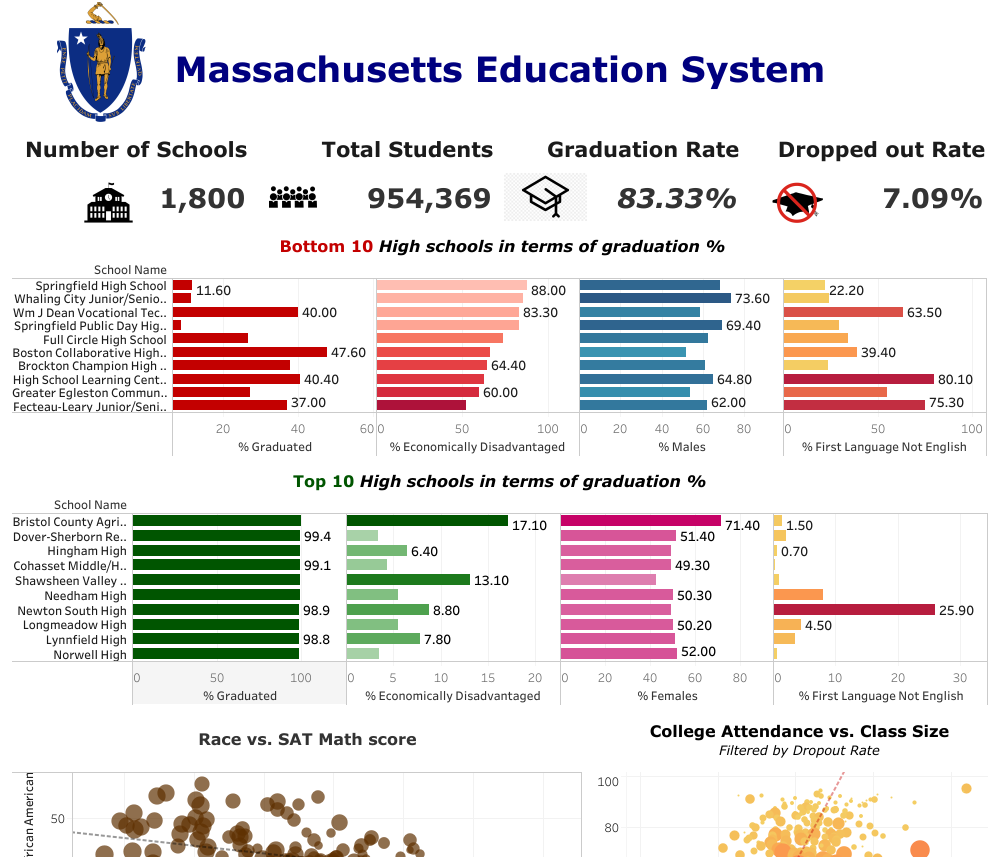 Massachusetts Education System
Number of Schools Total Students Graduation Rate Dropped out Rate
1,800 954,369 83.33% 7.09%
Bottom 10 High schools in terms of graduation %
School Name
Springfield High School 11.60 88.00 22.20
Whaling City Junior/Senio.. 73.60
Wm J Dean Vocational Tec.. 40.00 83.30 63.50
Springfield Public Day Hig.. 69.40
Full Circle High School
Boston Collaborative High.. 47.60 39.40
Brockton Champion High .. 64.40
High School Learning Cent.. 40.40 64.80 80.10
Greater Egleston Commun.. 60.00
Fecteau-Leary Junior/Seni.. 37.00 62.00 75.30
20 40 60 0 50 100 0 20 40 60 80 0 50 100
% Graduated % Economically Disadvantaged % Males % First Language Not English
Top 10 High schools in terms of graduation %
School Name
Bristol County Agri.. 17.10 71.40 1.50
Dover-Sherborn Re.. 99.4 51.40
Hingham High 6.40 0.70
Cohasset Middle/H.. 99.1 49.30
Shawsheen Valley .. 13.10
Needham High 50.30
Newton South High 98.9 8.80 25.90
Longmeadow High 50.20 4.50
Lynnfield High 98.8 7.80
Norwell High 52.00
0 50 100 0 5 10 15 20 0 20 40 60 80 0 10 20 30
% Graduated % Economically Disadvantaged % Females % First Language Not English
Race vs. SAT Math score
College Attendance vs. Class Size
Filtered by Dropout Rate
American
50
100
80